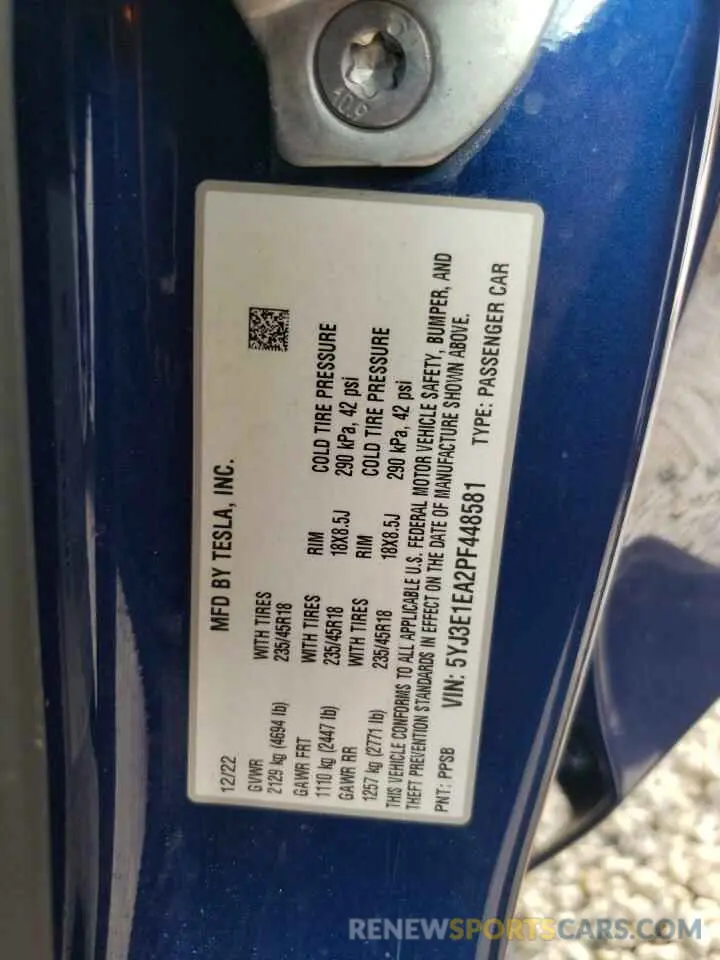 10.9
12/22 MFD BY TESLA, INC.
GVWR WITH TIRES
2129 kg (4694 lb) 235/45R18
GAWR FRT WITH TIRES RIM COLD TIRE PRESSURE
1110 kg (2447 lb) 235/45R18 18X8.5J 290 kPa, 42 psi
GAWR RR WITH TIRES RIM COLD TIRE PRESSURE
1257 kg (2771 lb) 235/45R18 18X8.5J 290 kPa, 42 psi
THIS VEHICLE CONFORMS TO ALL APPLICABLE U.S. FEDERAL MOTOR VEHICLE SAFETY, BUMPER, AND
THEFT PREVENTION STANDARDS IN EFFECT ON THE DATE OF MANUFACTURE SHOWN ABOVE.
PNT: PPSB VIN: 5YJ3E1EA2PF448581 TYPE: PASSENGER CAR
RENEWSPORTSCARS.COM